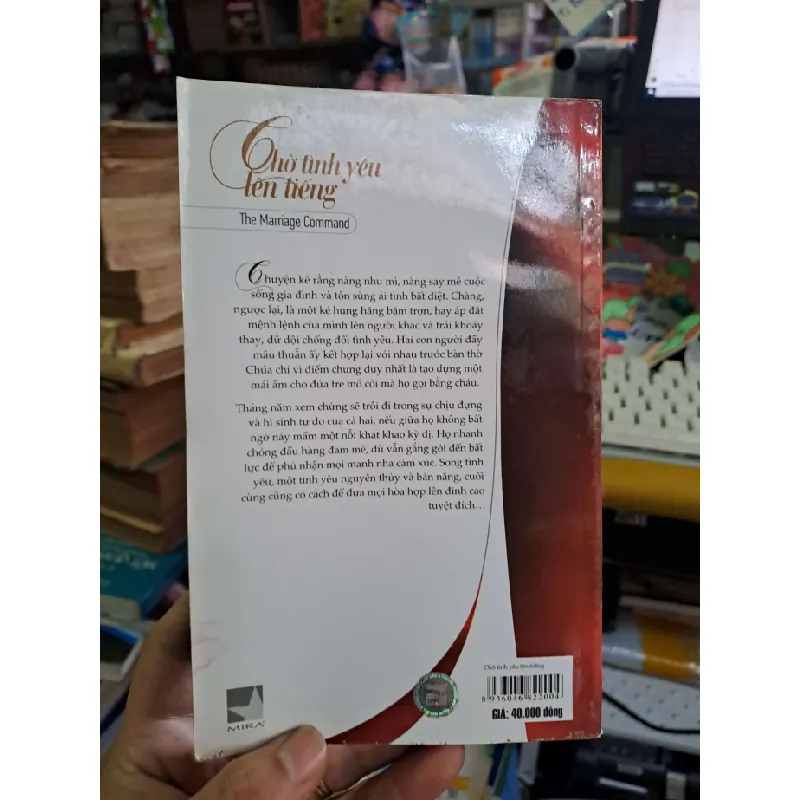 Chờ tình yêu
lên tiếng
The Marriage Command
Chuyện kể rằng nàng nhu mì, nàng say mê cuộc
sống gia đình và tôn sùng ái tình bất diệt. Chàng,
ngược lại, là một kẻ hung hăng bặm trợn, hay áp đặt
mệnh lệnh của mình lên người khác và trái khoáy
thay, dữ dội chống đối tình yêu. Hai con người đầy
mâu thuẫn ấy kết hợp lại với nhau trước bàn thờ
Chúa chỉ vì điểm chung duy nhất là tạo dựng một
mái ấm cho đứa trẻ mồ côi mà họ gọi bằng cháu.
Tháng năm xem chừng sẽ trôi đi trong sự chịu đựng
và hi sinh tự do của cả hai, nếu giữa họ không bất
ngờ nảy mầm một nỗi khát khao kỳ dị. Họ nhanh
chóng đầu hàng đam mê, dù vẫn gắng gỏi đến bất
lực để phủ nhận mọi manh nha cảm xúc. Song tình
yêu, một tình yêu nguyên thủy và bản năng, cuối
cùng cũng có cách để đưa mọi hòa hợp lên đỉnh cao
tuyệt đích...
Chờ tình yêu lên tiếng
8 936046 822004
GIÁ: 40.000 đồng
MIRA